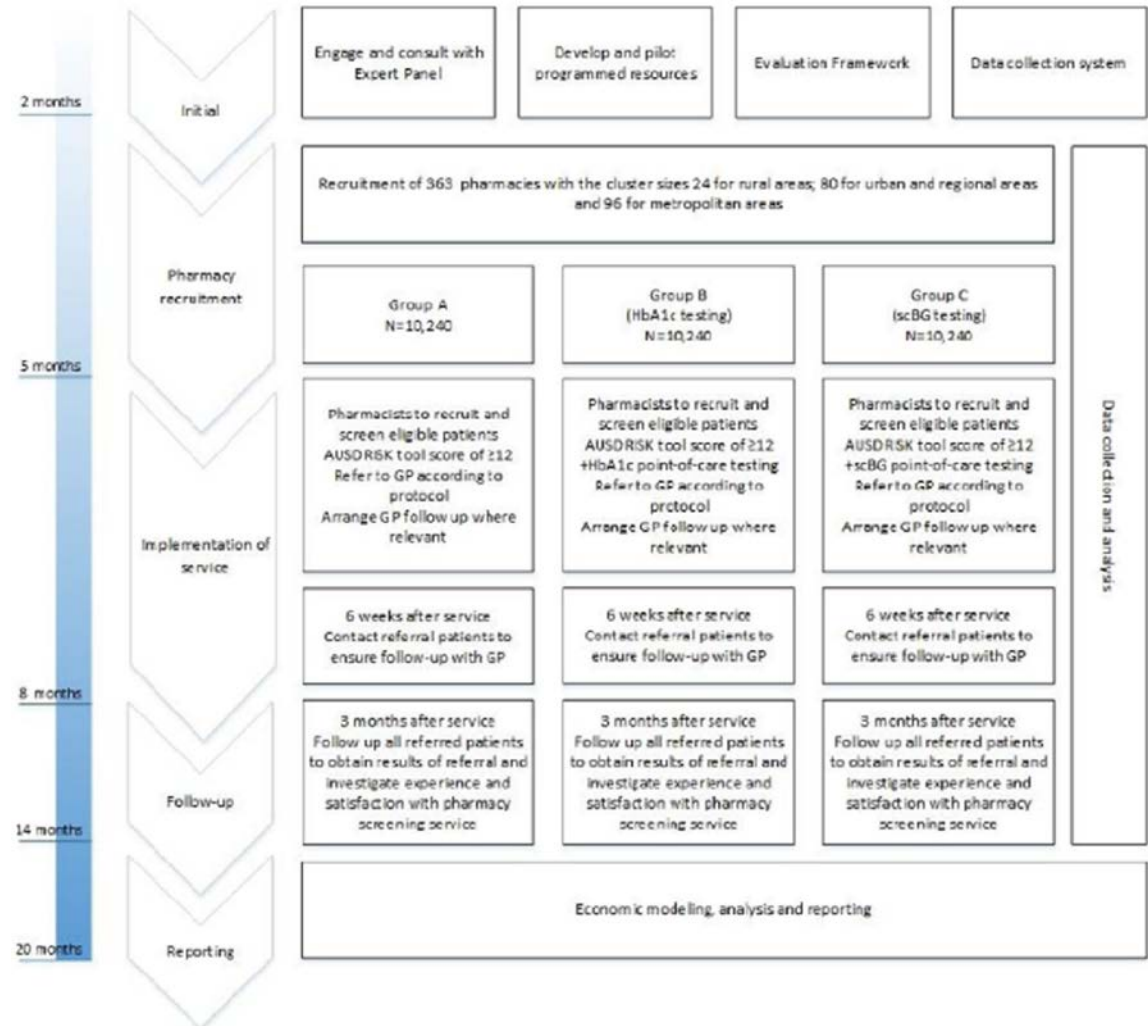 Engage and consult with
Expert Panel
Develop and pilot
programmed resources
Evaluation Framework
Data collection system
2 months
Initial
Recruitment of 363 pharmacies with the cluster sizes 24 for rural areas; 80 for urban and regional areas
and 96 for metropolitan areas
Pharmacy
recruitment
Group A
N=10,240
Group B
(HbA1c testing)
N=10,240
Group C
(scBG testing)
N=10,240
5 months
Pharmacists to recruit and
screen eligible patients
AUSDRISK tool score of ≥12
Refer to GP according to
protocol
Arrange GP follow up where
relevant
Pharmacists to recruit and
screen eligible patients
AUSDRISK tool score of ≥12
+HbA1c point-of-care testing
Refer to GP according to
protocol
Arrange GP follow up where
relevant
Pharmacists to recruit and
screen eligible patients
AUSDRISK tool score of ≥12
+scBG point-of-care testing
Refer to GP according to
protocol
Arrange GP follow up where
relevant
Implementation of
service
Data collection and analysis
6 weeks after service
Contact referral patients to
ensure follow-up with GP
6 weeks after service
Contact referral patients to
ensure follow-up with GP
6 weeks after service
Contact referral patients to
ensure follow-up with GP
8 months
3 months after service
Follow up all referred patients
to obtain results of referral and
investigate experience and
satisfaction with pharmacy
screening service
3 months after service
Follow up all referred patients
to obtain results of referral and
investigate experience and
satisfaction with pharmacy
screening service
3 months after service
Follow up all referred patients
to obtain results of referral and
investigate experience and
satisfaction with pharmacy
screening service
Follow-up
14 months
Economic modeling, analysis and reporting
Reporting
20 months